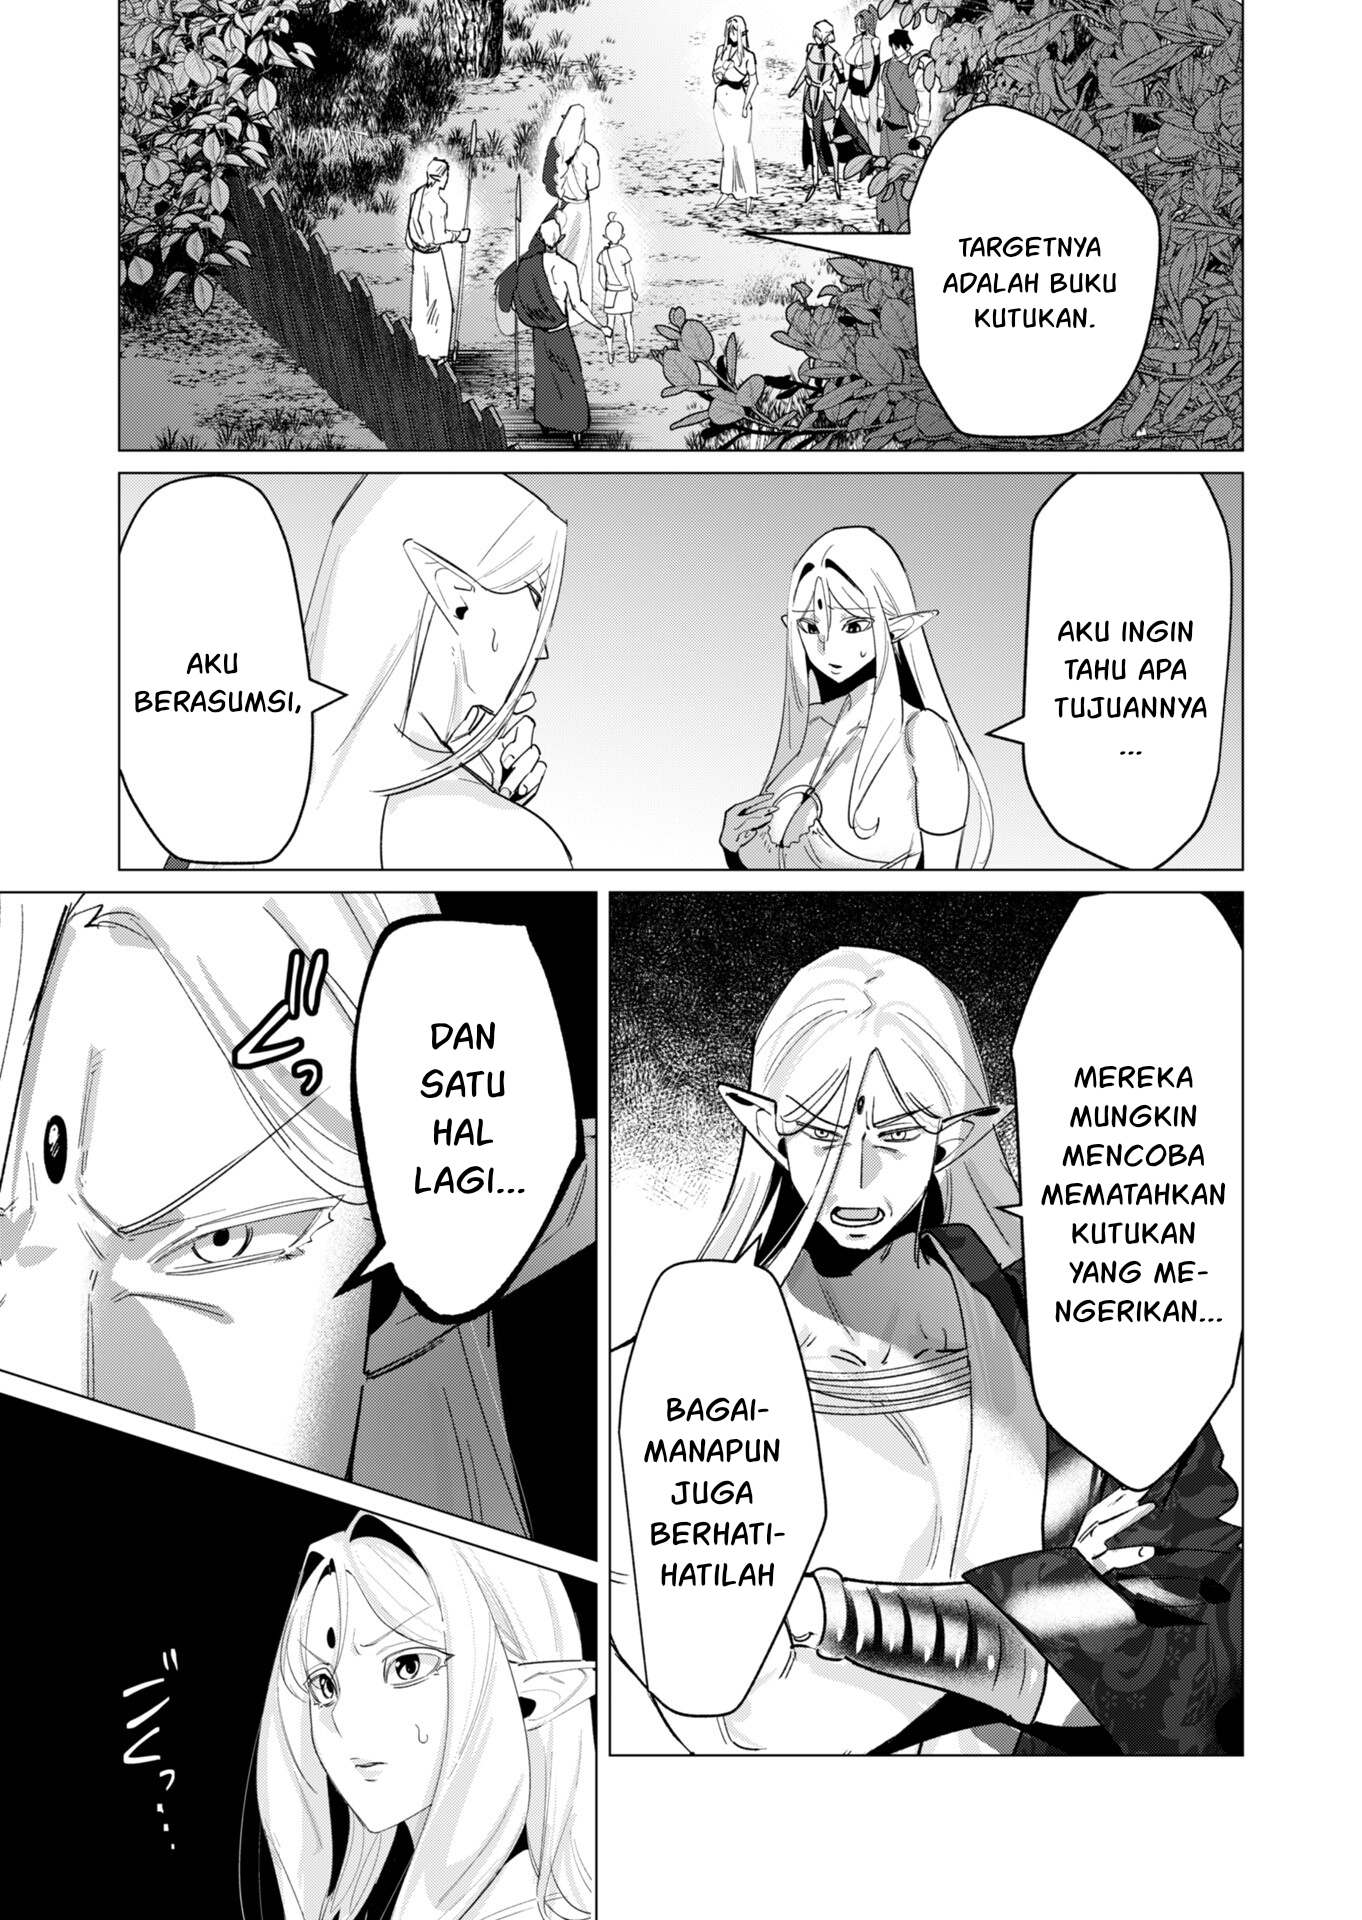 TARGETNYA
ADALAH BUKU
KUTUKAN.
AKU INGIN
TAHU APA
TUJUANNYA
...
AKU
BERASUMSI,
MEREKA
MUNGKIN
MENCOBA
MEMATAHKAN
KUTUKAN
YANG ME-
NGERIKAN...
BAGAI-
MANAPUN
JUGA
BERHATI-
HATILAH
DAN
SATU
HAL
LAGI...